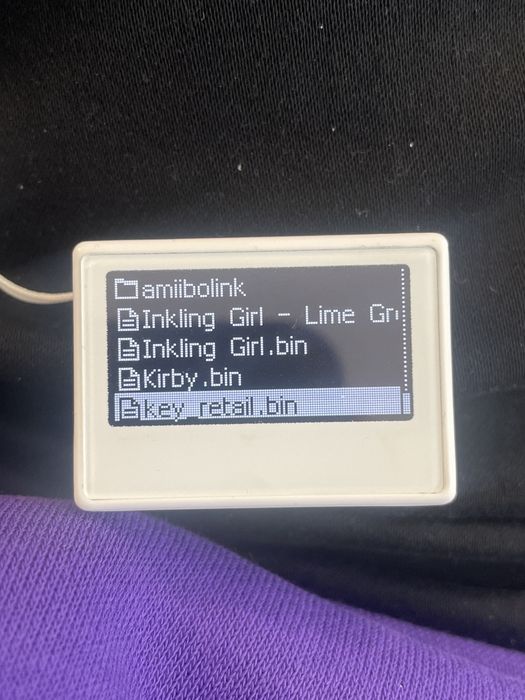 amiibolink
Inkling Girl - Lime Gr
Inkling Girl.bin
Kirby.bin
key_retail.bin